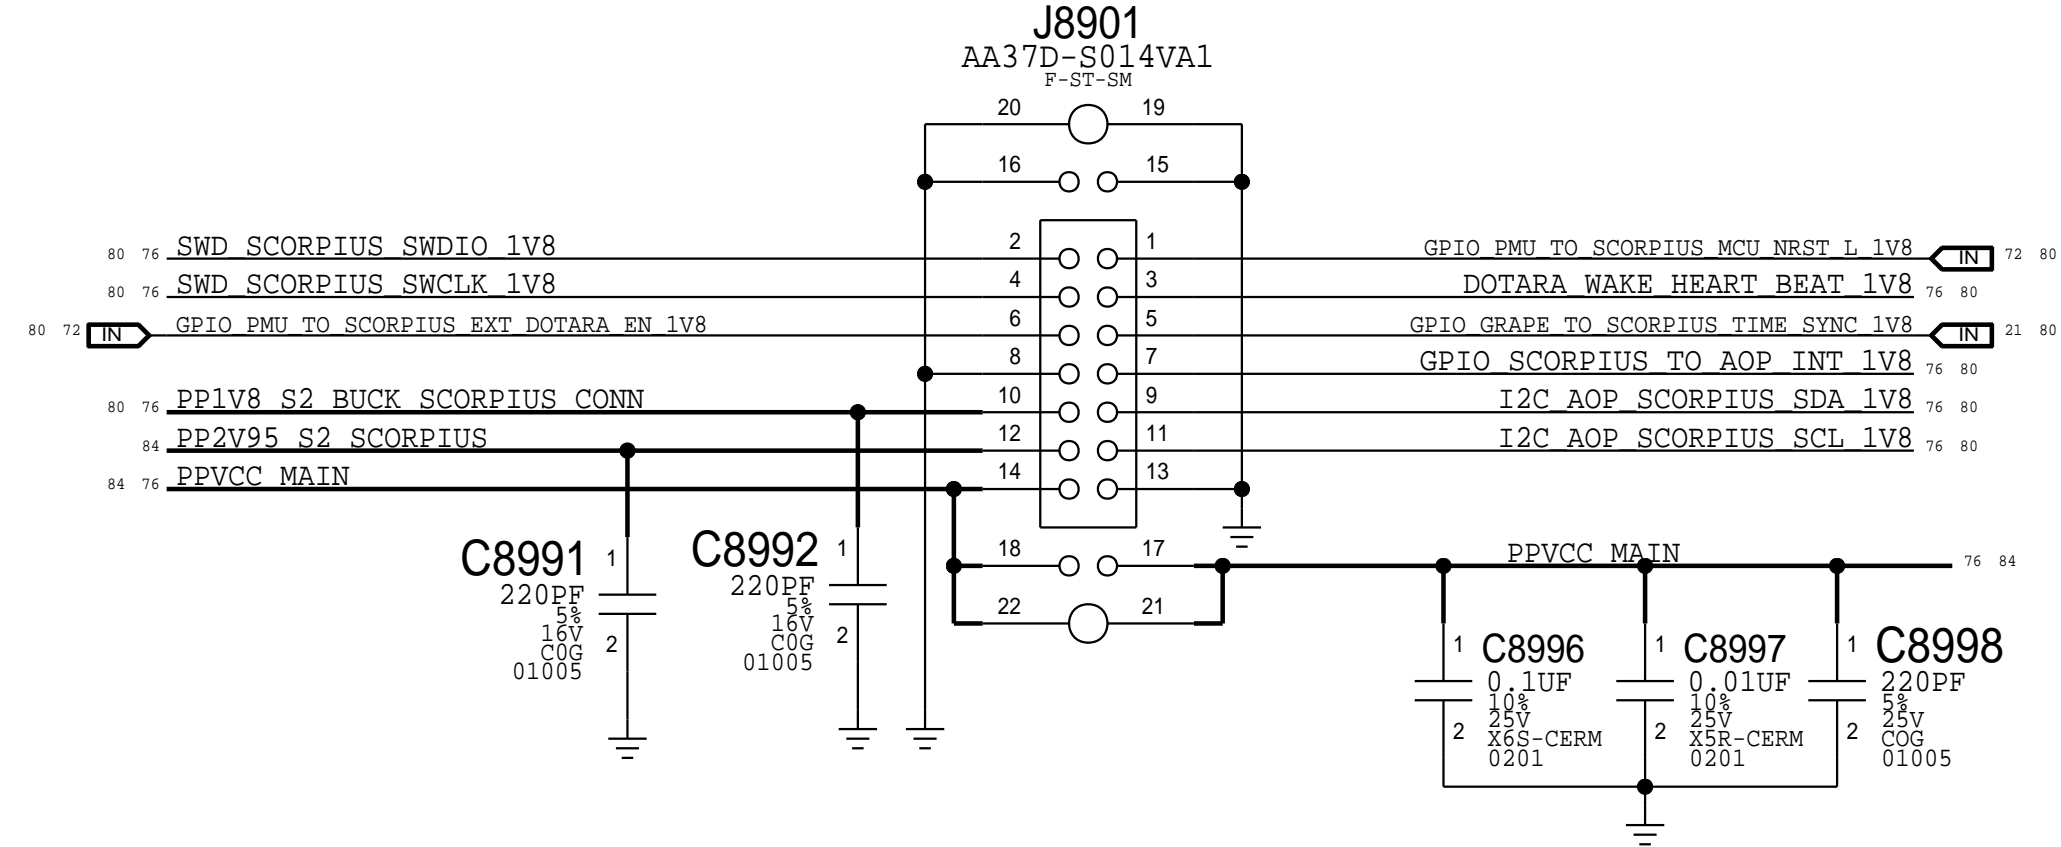 J8901
AA37D-S014VA1
F-ST-SM
20 19
16 15
80 76 SWD_SCORPIUS_SWDIO_1V8 2 1 GPIO_PMU_TO_SCORPIUS_MCU_NRST_L_1V8 IN 72 80
80 76 SWD_SCORPIUS_SWCLK_1V8 4 3 DOTARA_WAKE_HEART_BEAT_1V8 76 80
80 72 IN GPIO_PMU_TO_SCORPIUS_EXT_DOTARA_EN_1V8 6 5 GPIO_GRAPE_TO_SCORPIUS_TIME_SYNC_1V8 IN 21 80
8 7 GPIO_SCORPIUS_TO_AOP_INT_1V8 76 80
80 76 PP1V8_S2_BUCK_SCORPIUS_CONN 10 9 I2C_AOP_SCORPIUS_SDA_1V8 76 80
84 PP2V95_S2_SCORPIUS 12 11 I2C_AOP_SCORPIUS_SCL_1V8 76 80
84 76 PPVCC_MAIN 14 13
18 17 PPVCC_MAIN 76 84
22 21
C8991 1
220PF
5%
16V
C0G
01005
2
C8992 1
220PF
5%
16V
C0G
01005
2
1 C8996
0.1UF
10%
25V
X6S-CERM
0201
2
1 C8997
0.01UF
10%
25V
X5R-CERM
0201
2
1 C8998
220PF
5%
25V
COG
01005
2